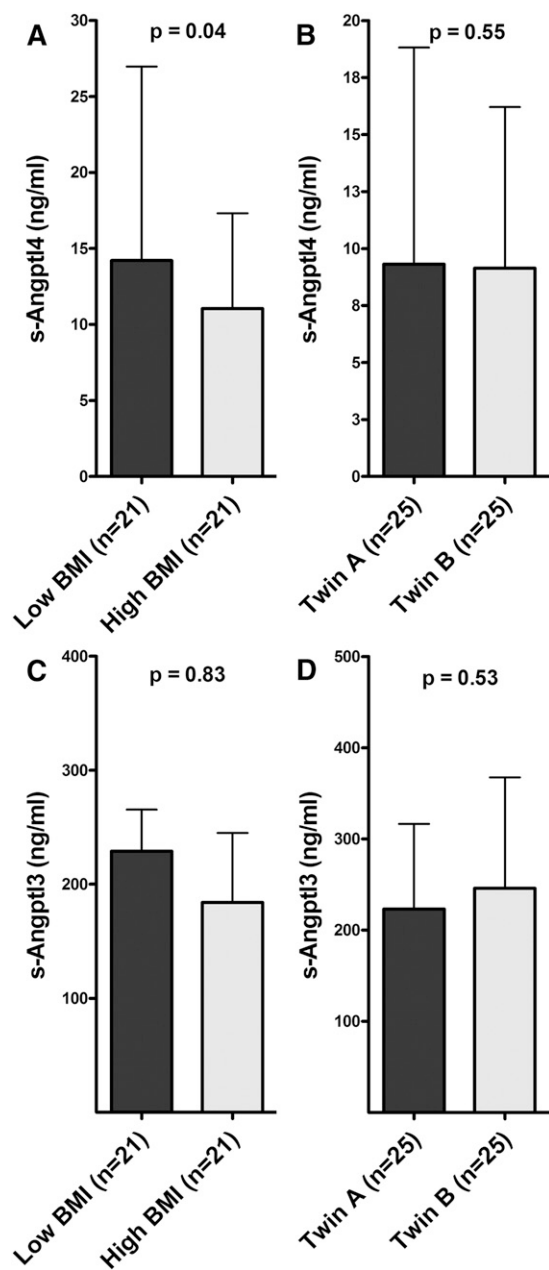 A
p = 0.04
s-Angptl4 (ng/ml)
30
25
20
15
10
5
0
Low BMI (n=21)
High BMI (n=21)
B
p = 0.55
s-Angptl4 (ng/ml)
20
18
15
13
10
8
5
3
0
Twin A (n=25)
Twin B (n=25)
C
p = 0.83
s-Angptl3 (ng/ml)
400
300
200
100
Low BMI (n=21)
High BMI (n=21)
D
p = 0.53
s-Angptl3 (ng/ml)
500
400
300
200
100
Twin A (n=25)
Twin B (n=25)